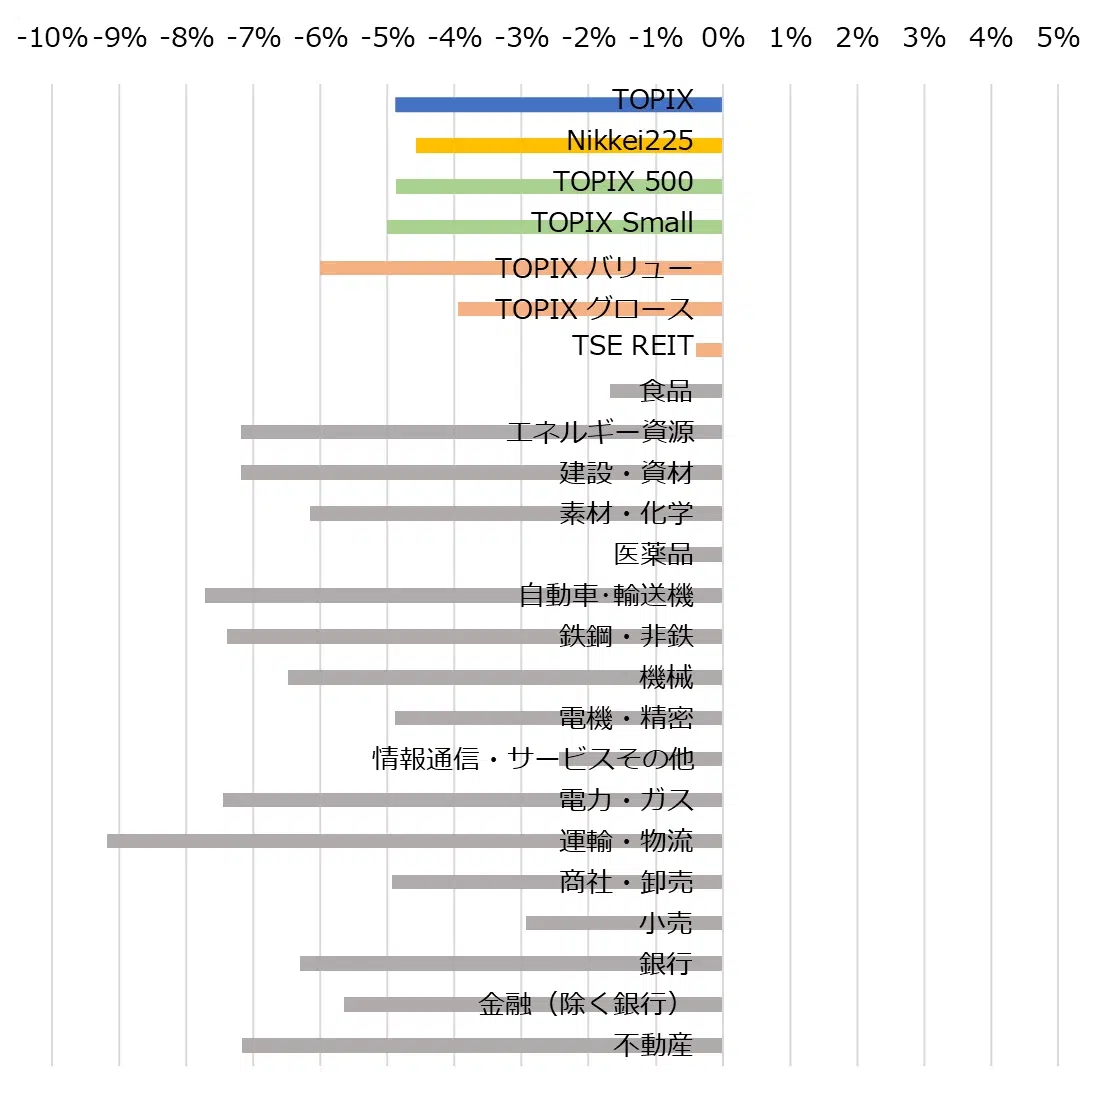 -10% -9% -8% -7% -6% -5% -4% -3% -2% -1% 0% 1% 2% 3% 4% 5%
TOPIX
Nikkei225
TOPIX 500
TOPIX Small
TOPIX バリュー
TOPIX グロース
TSE REIT
食品
エネルギー資源
建設・資材
素材・化学
医薬品
自動車･輸送機
鉄鋼・非鉄
機械
電機・精密
情報通信・サービスその他
電力・ガス
運輸・物流
商社・卸売
小売
銀行
金融（除く銀行）
不動産